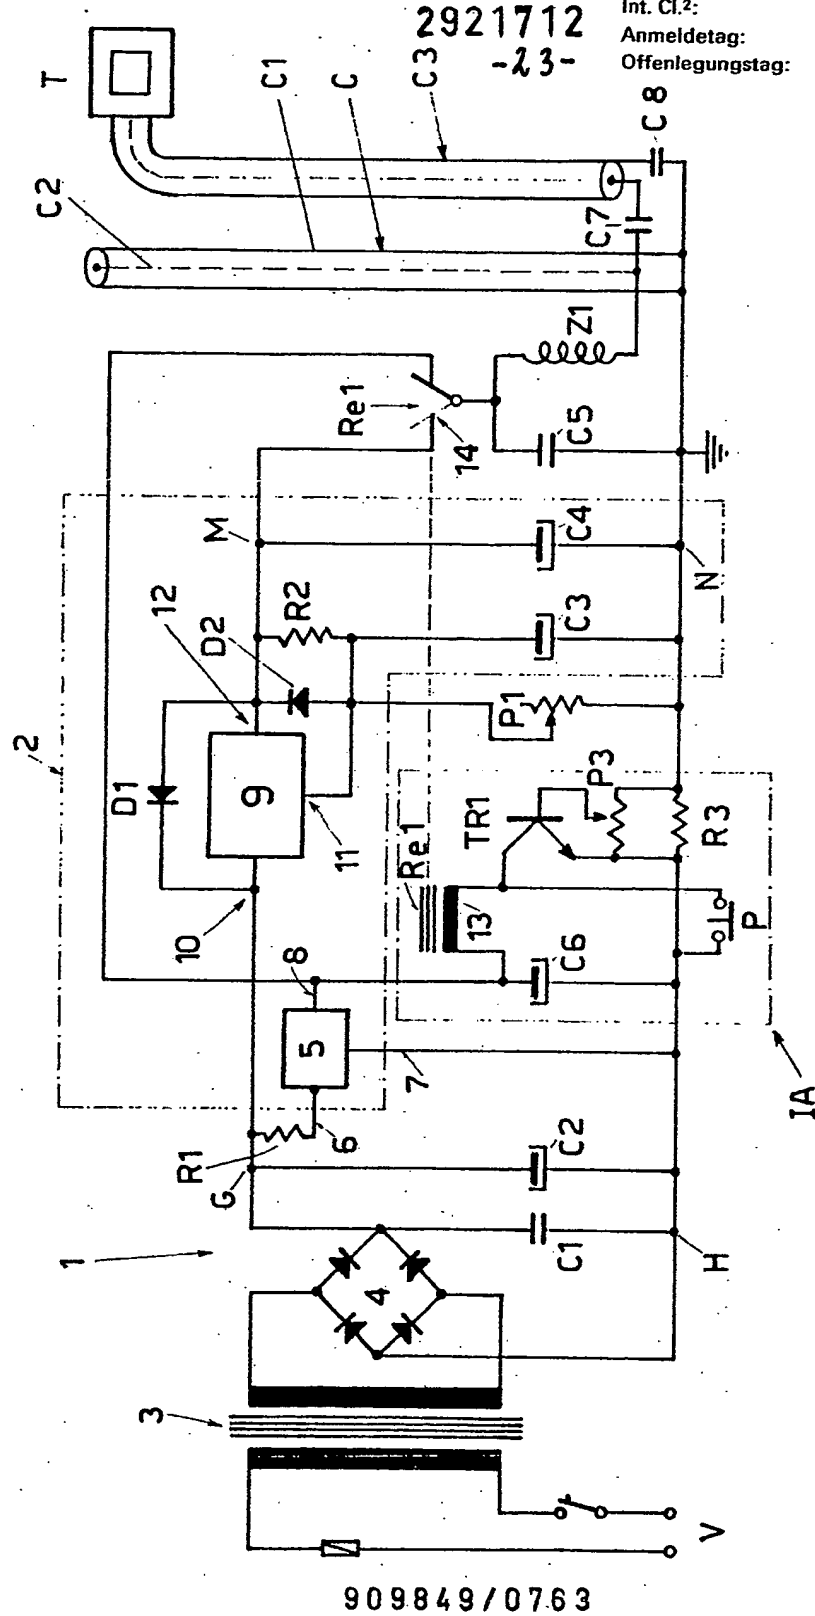 Int. Cl.²:
2921712
Anmeldetag:
-23-
Offenlegungstag:
T
C2
C1
C
C3
C8
C7
Z1
Re1
14
C5
2
M
12
D2
R2
C4
N
C3
D1
9
11
P1
10
Re1
TR1
P3
13
R3
8
5
7
C6
P
IA
R1
6
G
C2
1
4
C1
H
3
V
909849/0763